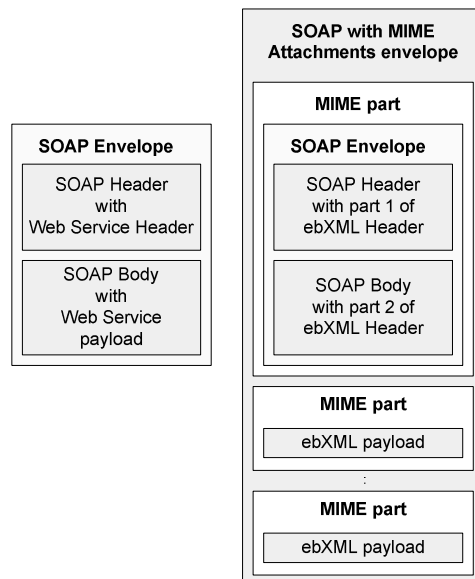 SOAP Envelope
SOAP Header
with
Web Service Header
SOAP Body
with
Web Service
payload
SOAP with MIME
Attachments envelope
MIME part
SOAP Envelope
SOAP Header
with part 1 of
ebXML Header
SOAP Body
with part 2 of
ebXML Header
MIME part
ebXML payload
:
MIME part
ebXML payload